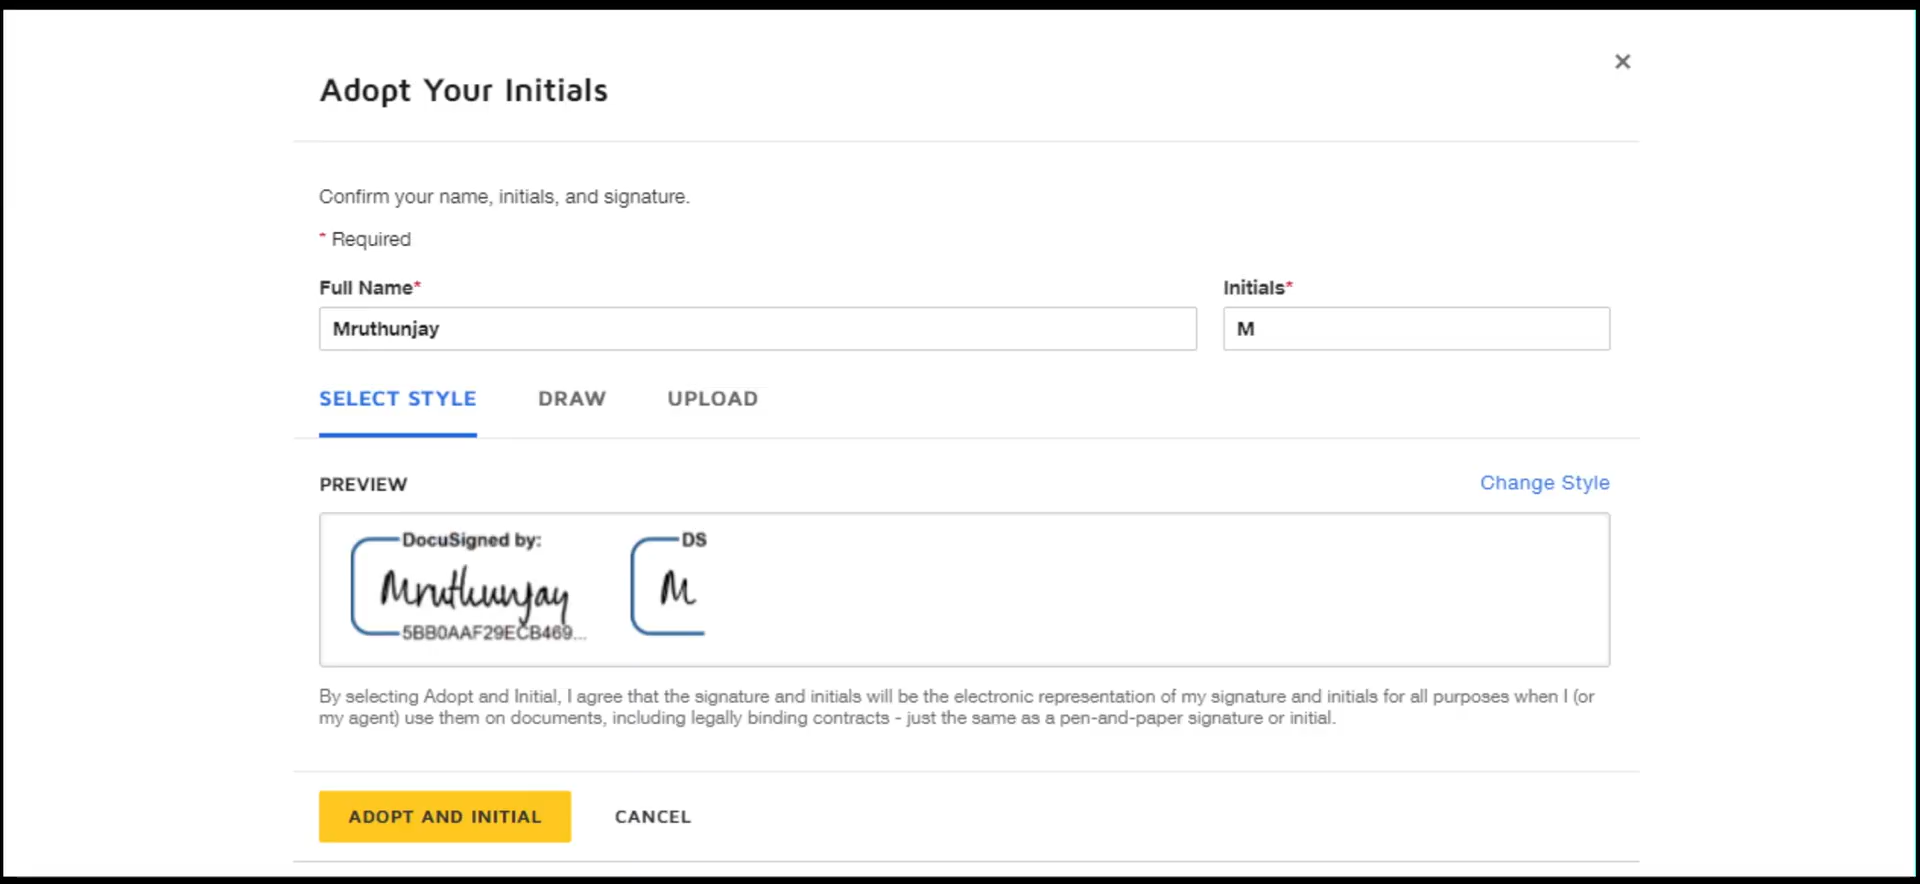 Adopt Your Initials
×
Confirm your name, initials, and signature.
* Required
Full Name* Initials*
Mruthunjay M
SELECT STYLE DRAW UPLOAD
PREVIEW Change Style
DocuSigned by: DS
Mruthunjay M
5BB0AAF29ECB469...
By selecting Adopt and Initial, I agree that the signature and initials will be the electronic representation of my signature and initials for all purposes when I (or
my agent) use them on documents, including legally binding contracts - just the same as a pen-and-paper signature or initial.
ADOPT AND INITIAL CANCEL